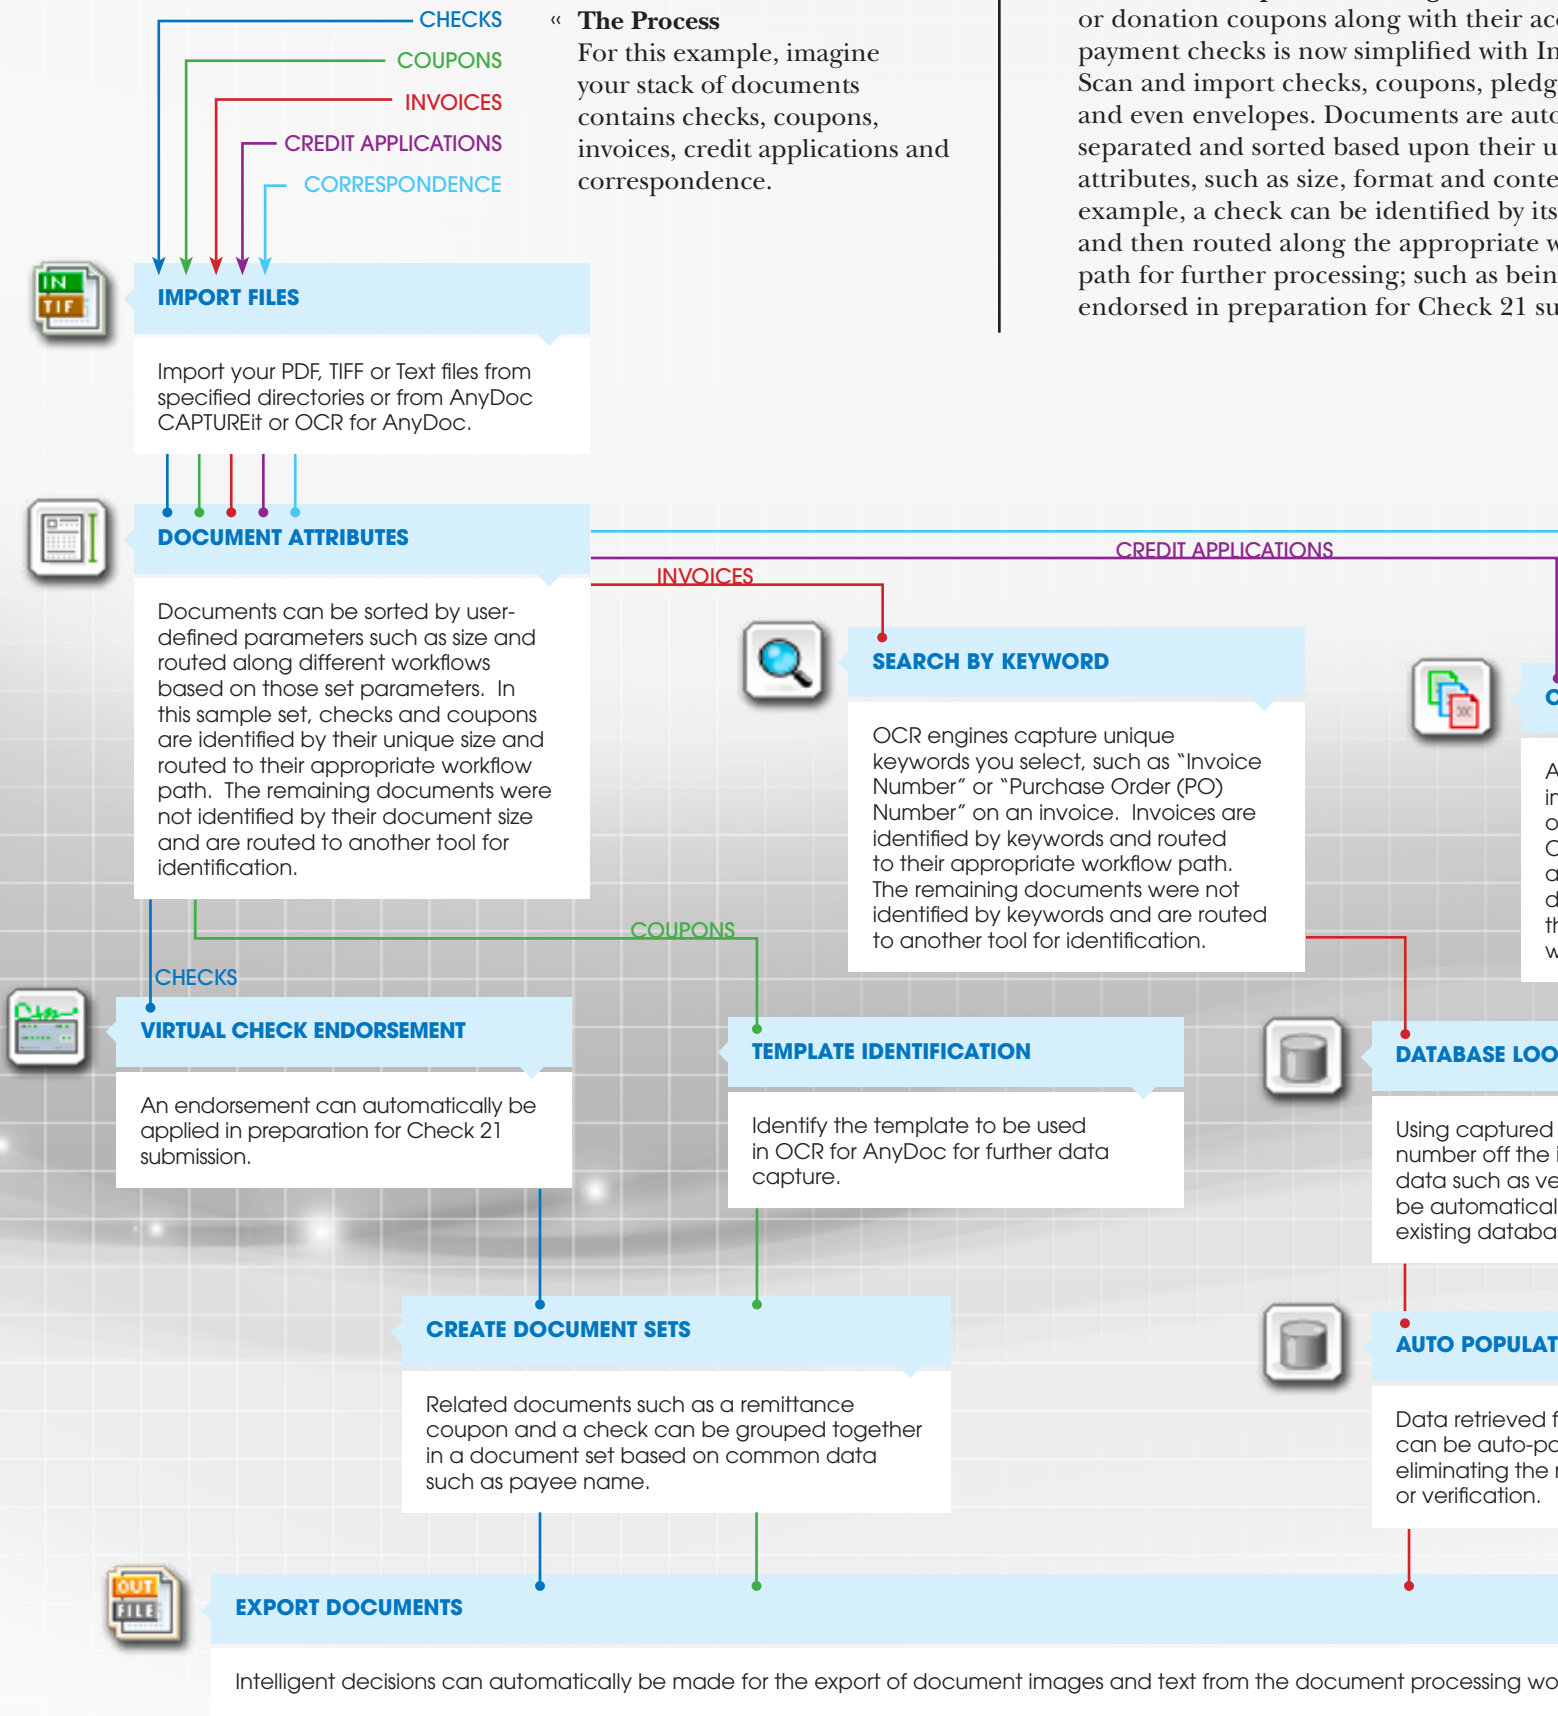 CHECKS
COUPONS
INVOICES
CREDIT APPLICATIONS
CORRESPONDENCE
« The Process
For this example, imagine
your stack of documents
contains checks, coupons,
invoices, credit applications and
correspondence.
or donation coupons along with their
payment checks is now simplified with
Scan and import checks, coupons,
and even envelopes. Documents are
separated and sorted based upon their
attributes, such as size, format and
example, a check can be identified by its
and then routed along the appropriate
path for further processing; such as
endorsed in preparation for Check 21
IN
TIF
IMPORT FILES
Import your PDF, TIFF or Text files from
specified directories or from AnyDoc
CAPTUREit or OCR for AnyDoc.
DOCUMENT ATTRIBUTES
Documents can be sorted by user-
defined parameters such as size and
routed along different workflows
based on those set parameters. In
this sample set, checks and coupons
are identified by their unique size and
routed to their appropriate workflow
path. The remaining documents were
not identified by their document size
and are routed to another tool for
identification.
CREDIT APPLICATIONS
INVOICES
SEARCH BY KEYWORD
OCR engines capture unique
keywords you select, such as "Invoice
Number" or "Purchase Order (PO)
Number" on an invoice. Invoices are
identified by keywords and routed
to their appropriate workflow path.
The remaining documents were not
identified by keywords and are routed
to another tool for identification.
COUPONS
CHECKS
VIRTUAL CHECK ENDORSEMENT
An endorsement can automatically be
applied in preparation for Check 21
submission.
TEMPLATE IDENTIFICATION
Identify the template to be used
in OCR for AnyDoc for further data
capture.
DATABASE
Using captured
number off the
data such as
be
existing
CREATE DOCUMENT SETS
Related documents such as a remittance
coupon and a check can be grouped together
in a document set based on common data
such as payee name.
AUTO
Data retrieved
can be
eliminating the
or verification.
OUT
FILE
EXPORT DOCUMENTS
Intelligent decisions can automatically be made for the export of document images and text from the document processing